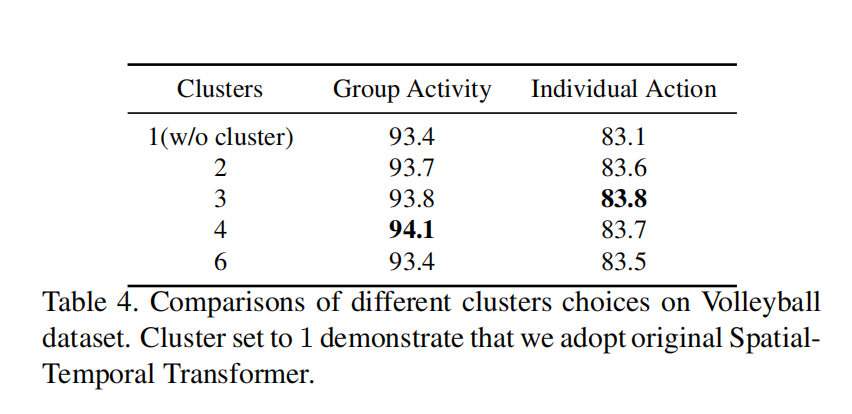 Clusters Group Activity Individual Action
1(w/o cluster) 93.4 83.1
2 93.7 83.6
3 93.8 83.8
4 94.1 83.7
6 93.4 83.5
Table 4. Comparisons of different clusters choices on Volleyball
dataset. Cluster set to 1 demonstrate that we adopt original Spatial-
Temporal Transformer.